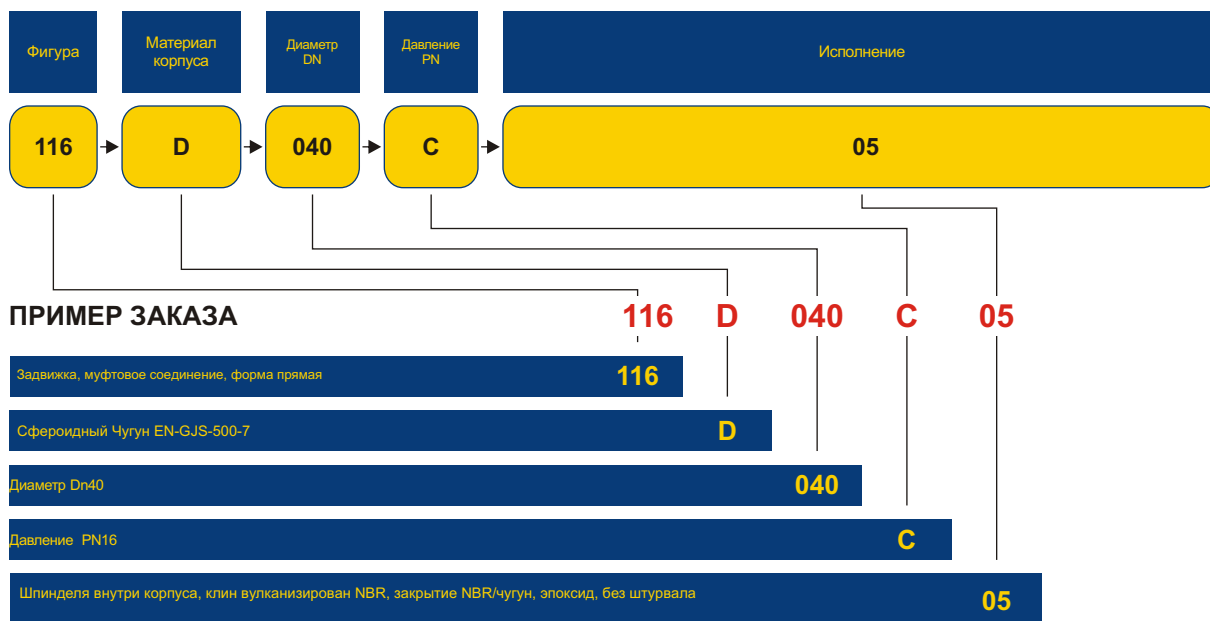 Фигура
Материал
корпуса
Диаметр
DN
Давление
PN
Исполнение
116
D
040
C
05
ПРИМЕР ЗАКАЗА 116 D 040 C 05
Задвижка, муфтовое соединение, форма прямая 116
Сфероидный Чугун EN-GJS-500-7 D
Диаметр Dn40 040
Давление PN16 C
Шпинделя внутри корпуса, клин вулканизирован NBR, закрытие NBR/чугун, эпоксид, без штурвала 05